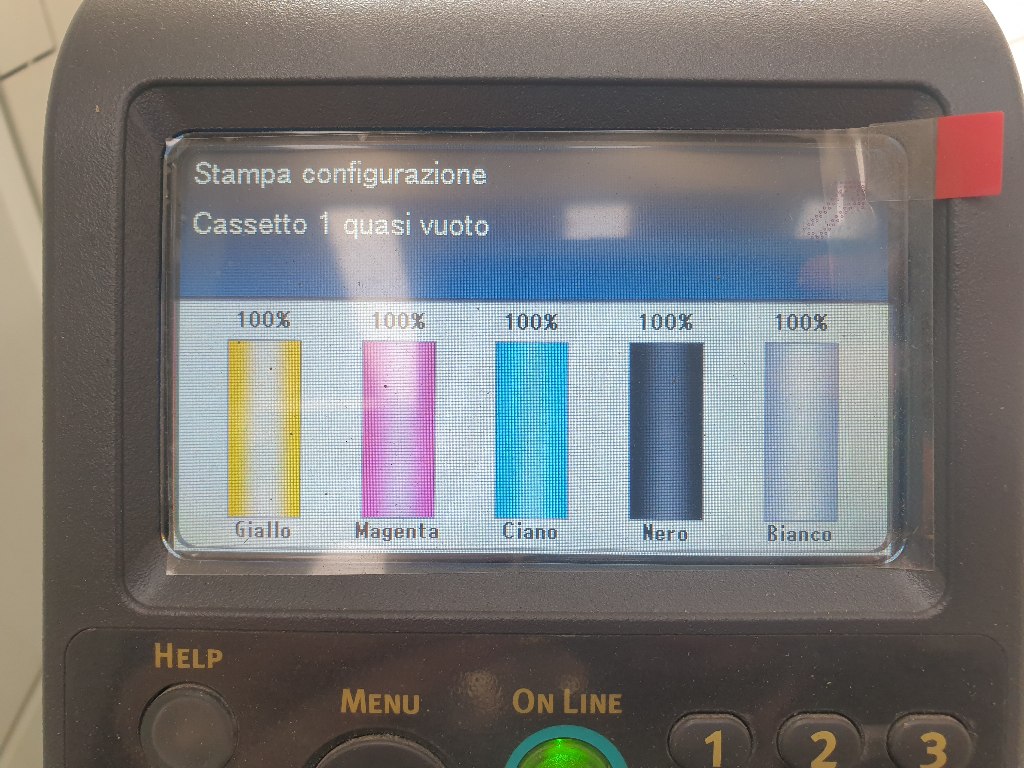 Stampa configurazione
Cassetto 1 quasi vuoto
100% 100% 100% 100% 100%
Giallo Magenta Ciano Nero Bianco
HELP
MENU
ON LINE
1 2 3